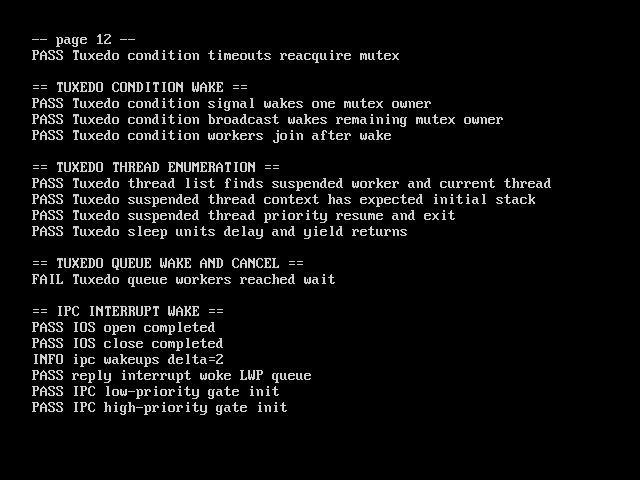 -- page 12 --
PASS Tuxedo condition timeouts reacquire mutex
== TUXEDO CONDITION WAKE ==
PASS Tuxedo condition signal wakes one mutex owner
PASS Tuxedo condition broadcast wakes remaining mutex owner
PASS Tuxedo condition workers join after wake
== TUXEDO THREAD ENUMERATION ==
PASS Tuxedo thread list finds suspended worker and current thread
PASS Tuxedo suspended thread context has expected initial stack
PASS Tuxedo suspended thread priority resume and exit
PASS Tuxedo sleep units delay and yield returns
== TUXEDO QUEUE WAKE AND CANCEL ==
FAIL Tuxedo queue workers reached wait
== IPC INTERRUPT WAKE ==
PASS IOS open completed
PASS IOS close completed
INFO ipc wakeups delta=2
PASS reply interrupt woke LWP queue
PASS IPC low-priority gate init
PASS IPC high-priority gate init